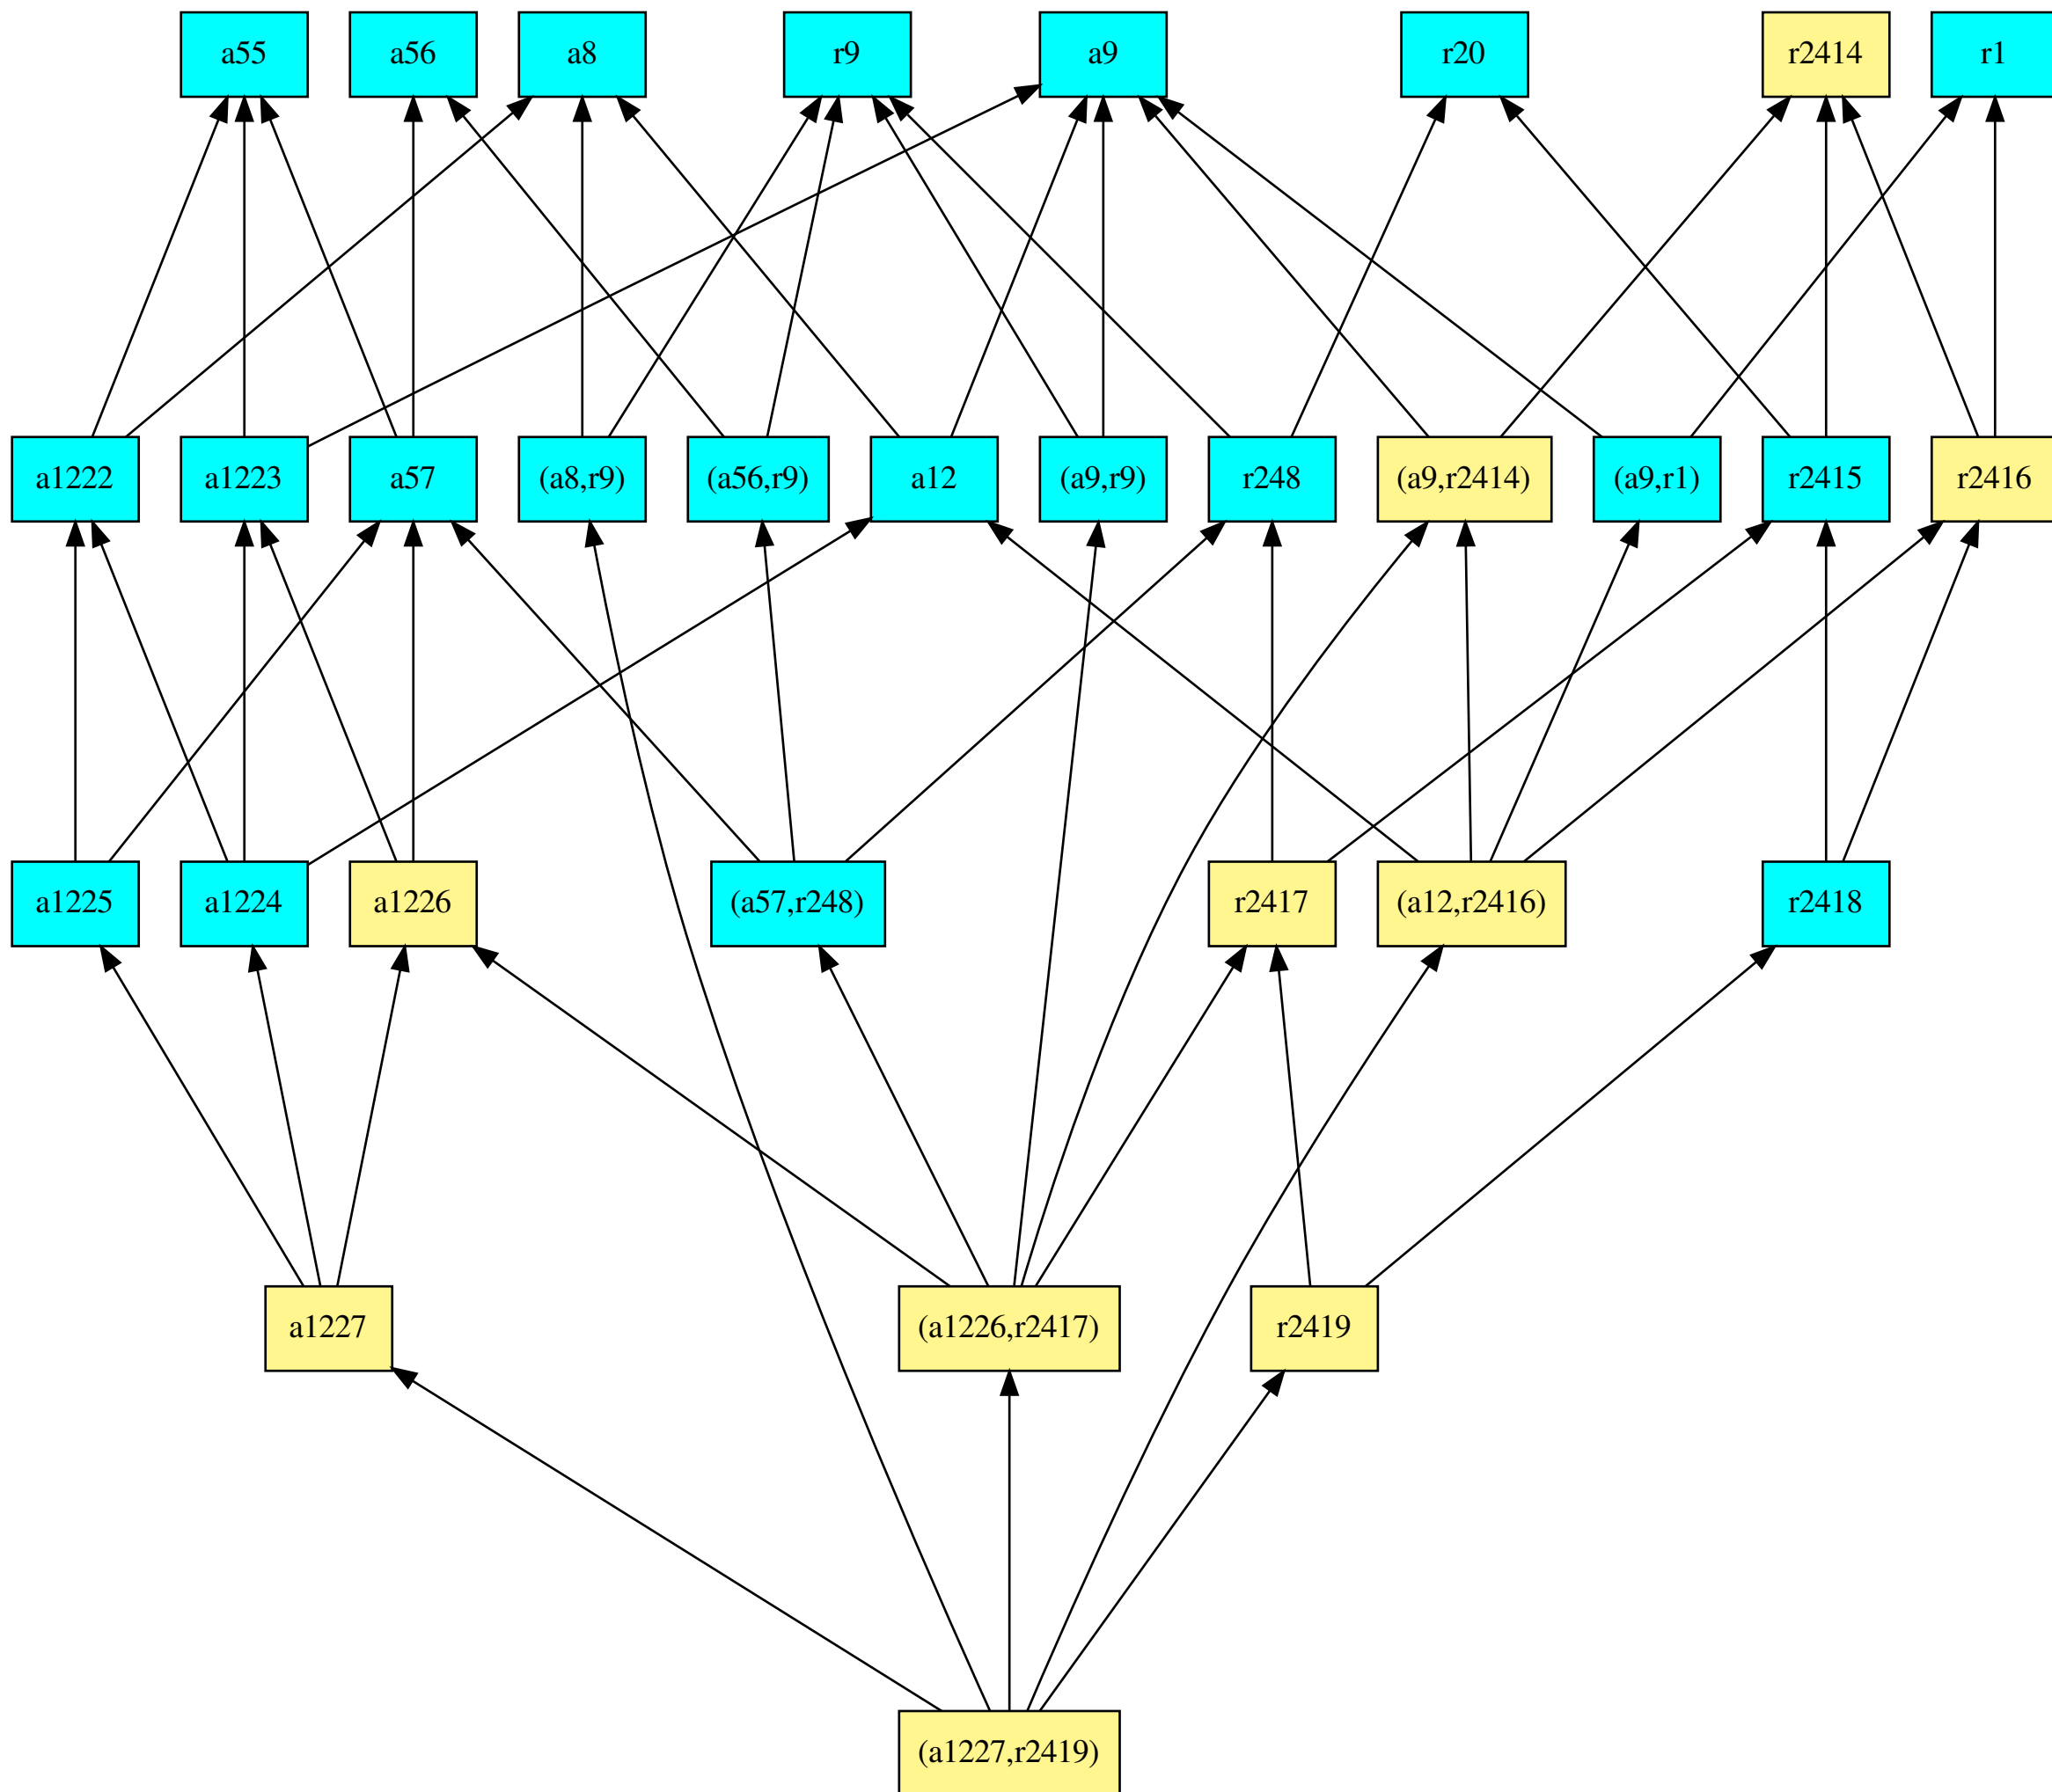 a55
a56
a8
r9
a9
r20
r2414
r1
a1222
a1223
a57
(a8,r9)
(a56,r9)
a12
(a9,r9)
r248
(a9,r2414)
(a9,r1)
r2415
r2416
a1225
a1224
a1226
(a57,r248)
r2417
(a12,r2416)
r2418
a1227
(a1226,r2417)
r2419
(a1227,r2419)